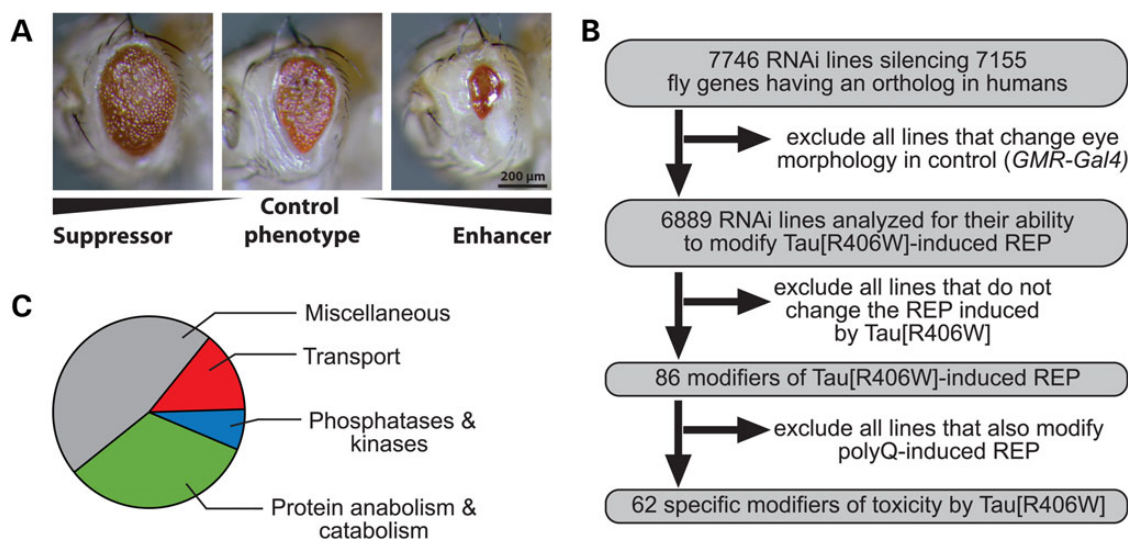 A
200 µm
Suppressor
Control
phenotype
Enhancer
B
7746 RNAi lines silencing 7155
fly genes having an ortholog in humans
exclude all lines that change eye
morphology in control (GMR-Gal4)
6889 RNAi lines analyzed for their ability
to modify Tau[R406W]-induced REP
exclude all lines that do not
change the REP induced
by Tau[R406W]
86 modifiers of Tau[R406W]-induced REP
exclude all lines that also modify
polyQ-induced REP
62 specific modifiers of toxicity by Tau[R406W]
C
Miscellaneous
Transport
Phosphatases &
kinases
Protein anabolism &
catabolism